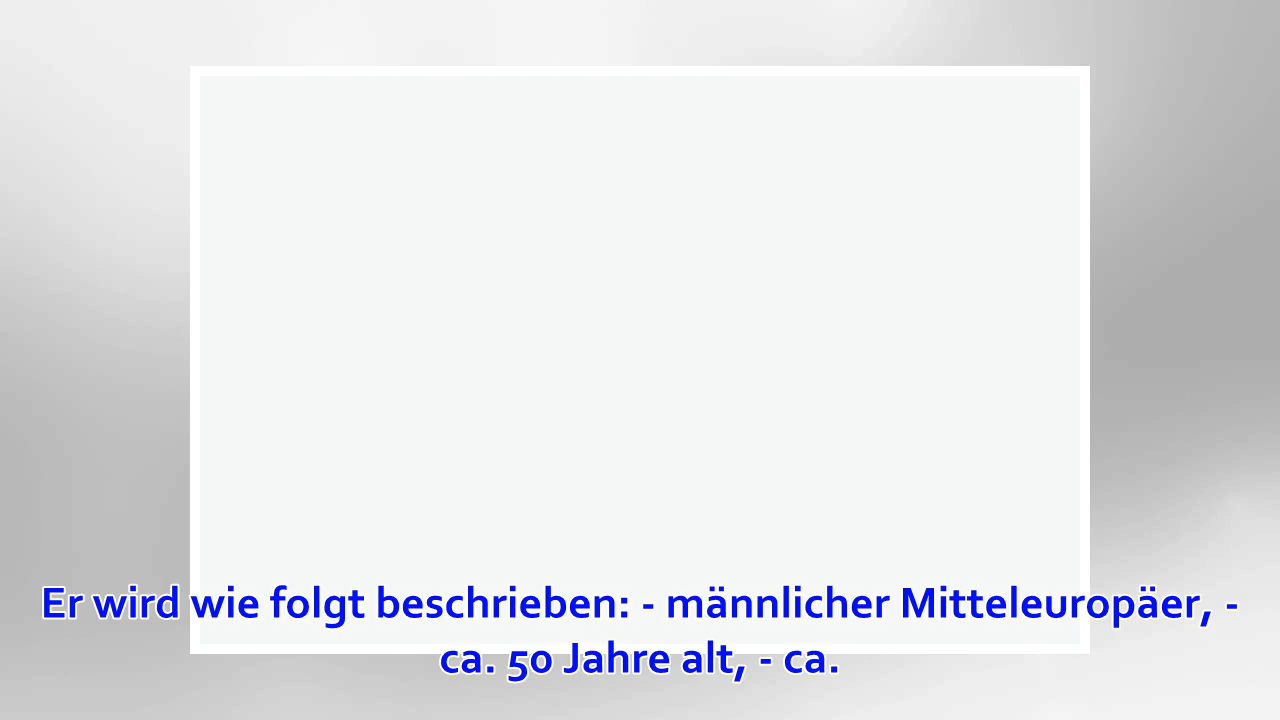 Er wird wie folgt beschrieben: - männlicher Mitteleuropäer, -
ca. 50 Jahre alt, - ca.